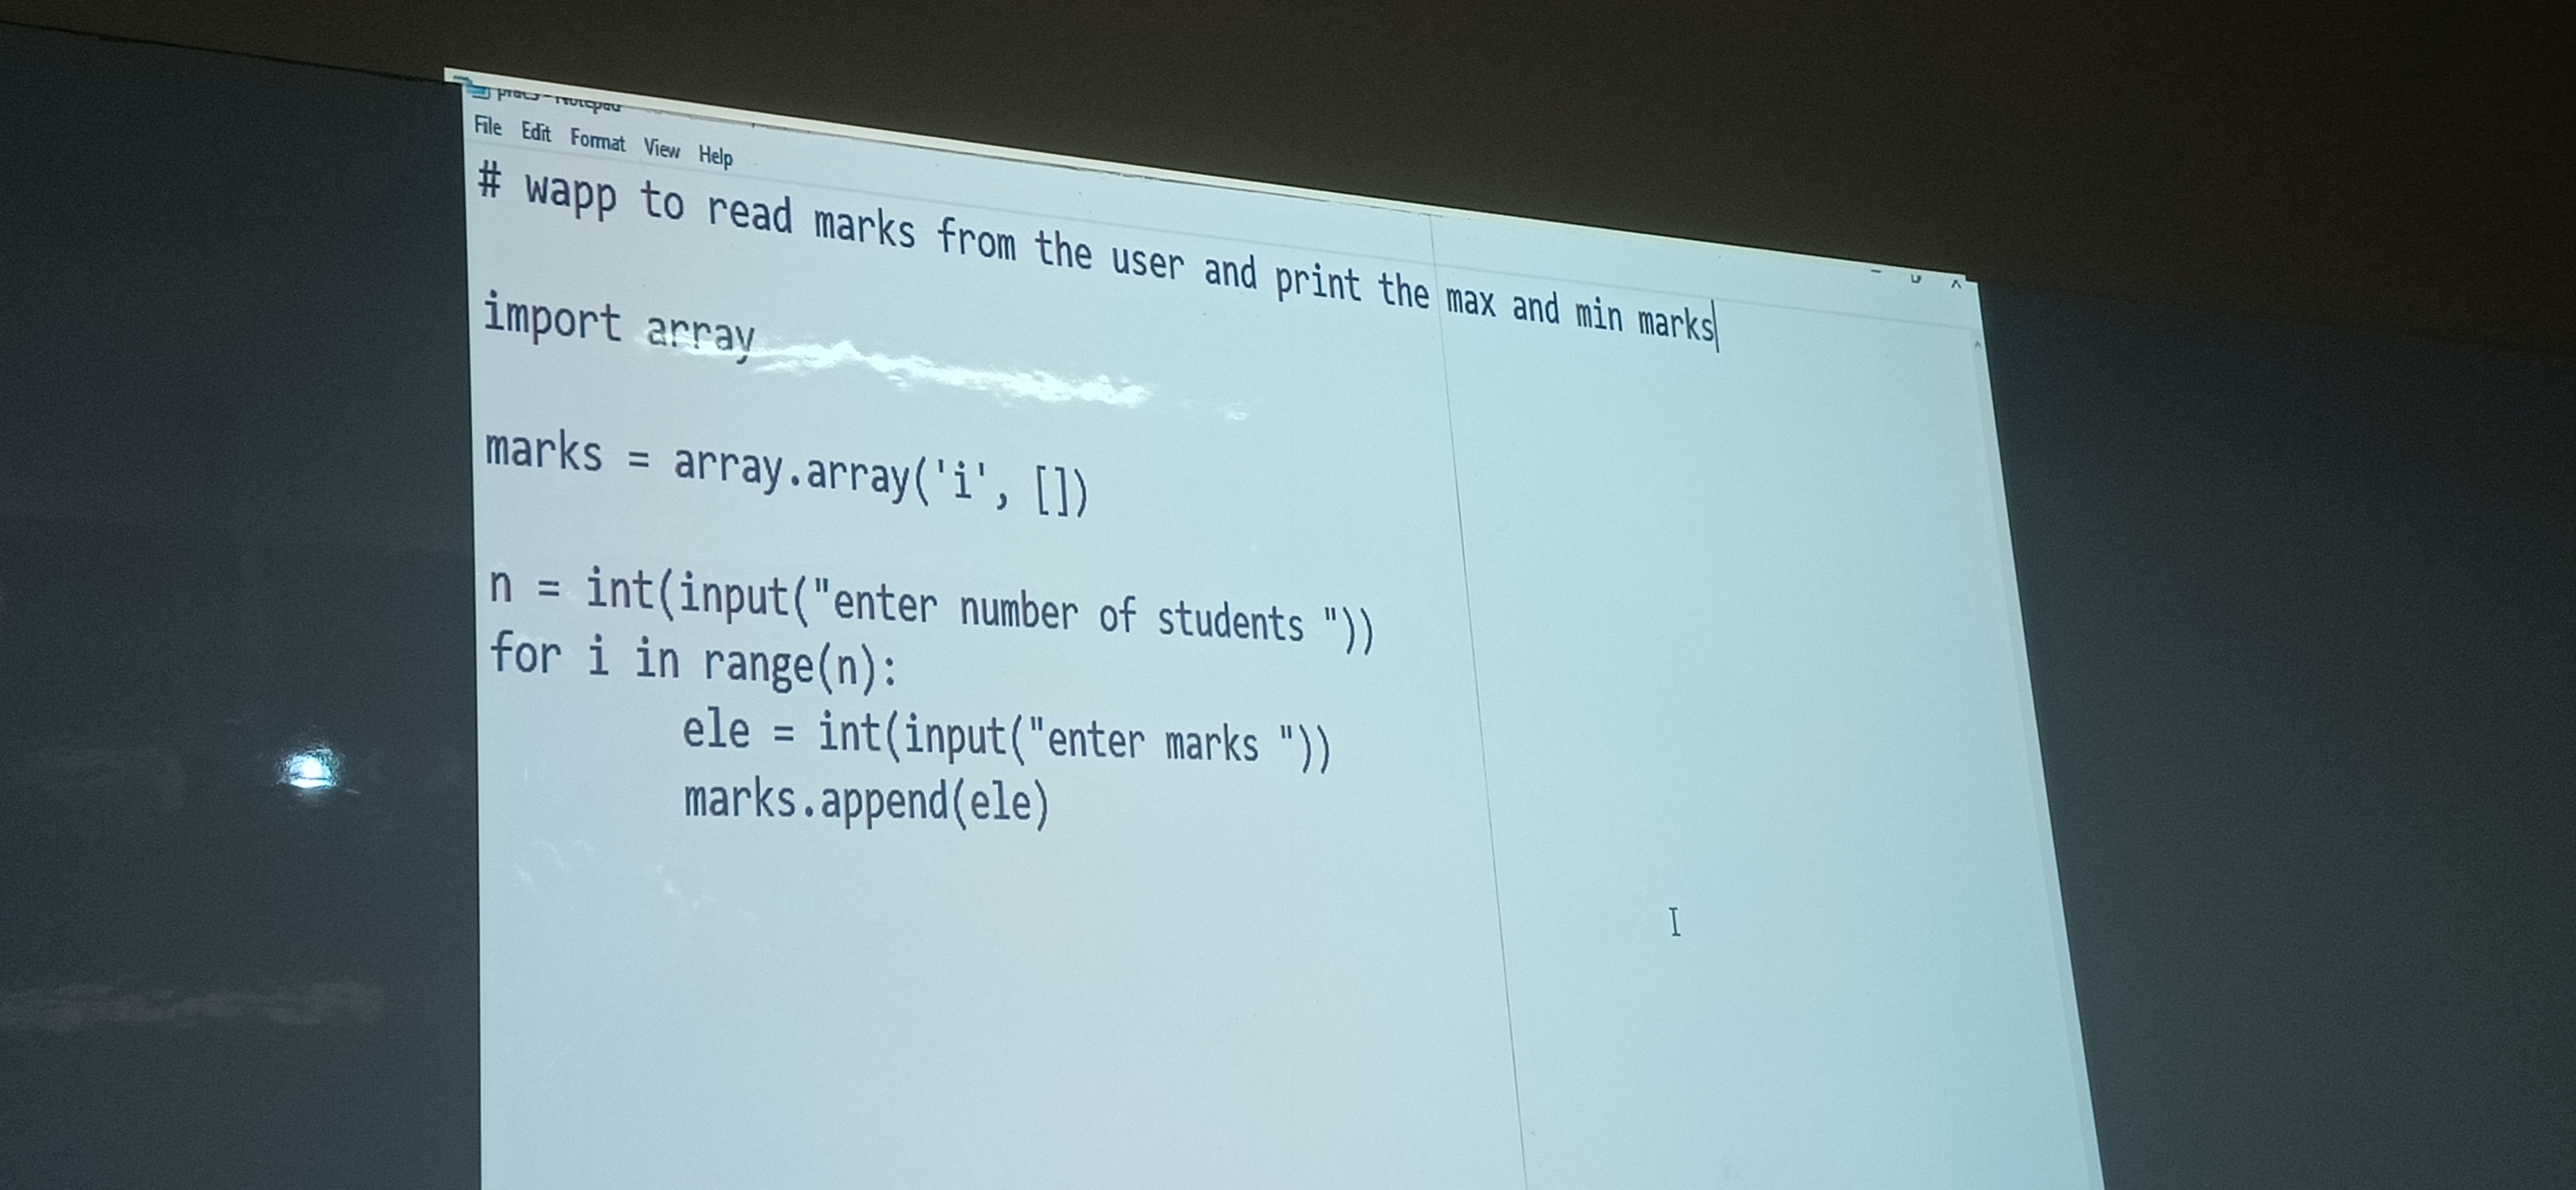 Notepad
File Edit Format View Help
# wapp to read marks from the user and print the max and min marks
import array
marks = array.array('i', [])
n = int(input("enter number of students "))
for i in range(n):
ele = int(input("enter marks "))
marks.append(ele)